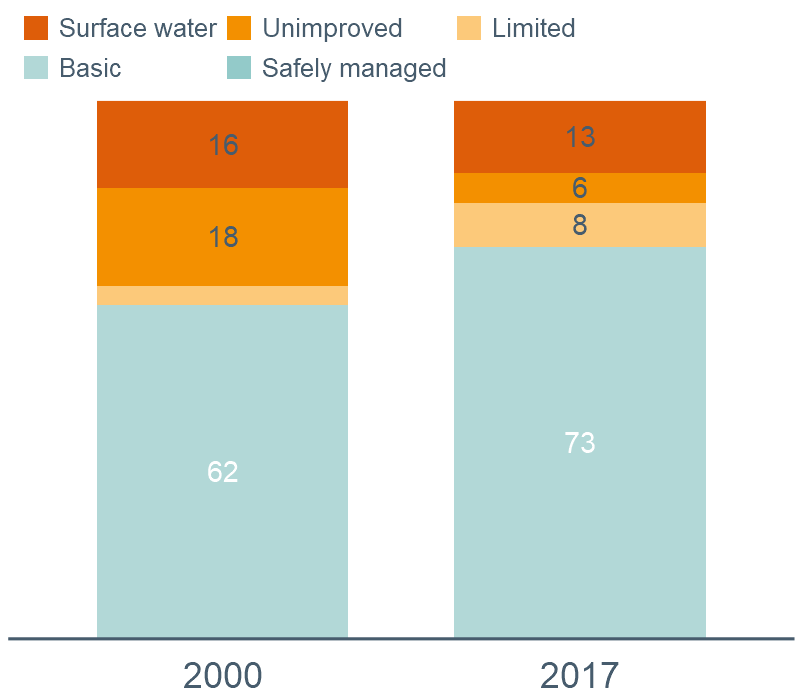 Surface water Unimproved Limited
Basic Safely managed
16 13
6
18 8
62 73
2000 2017